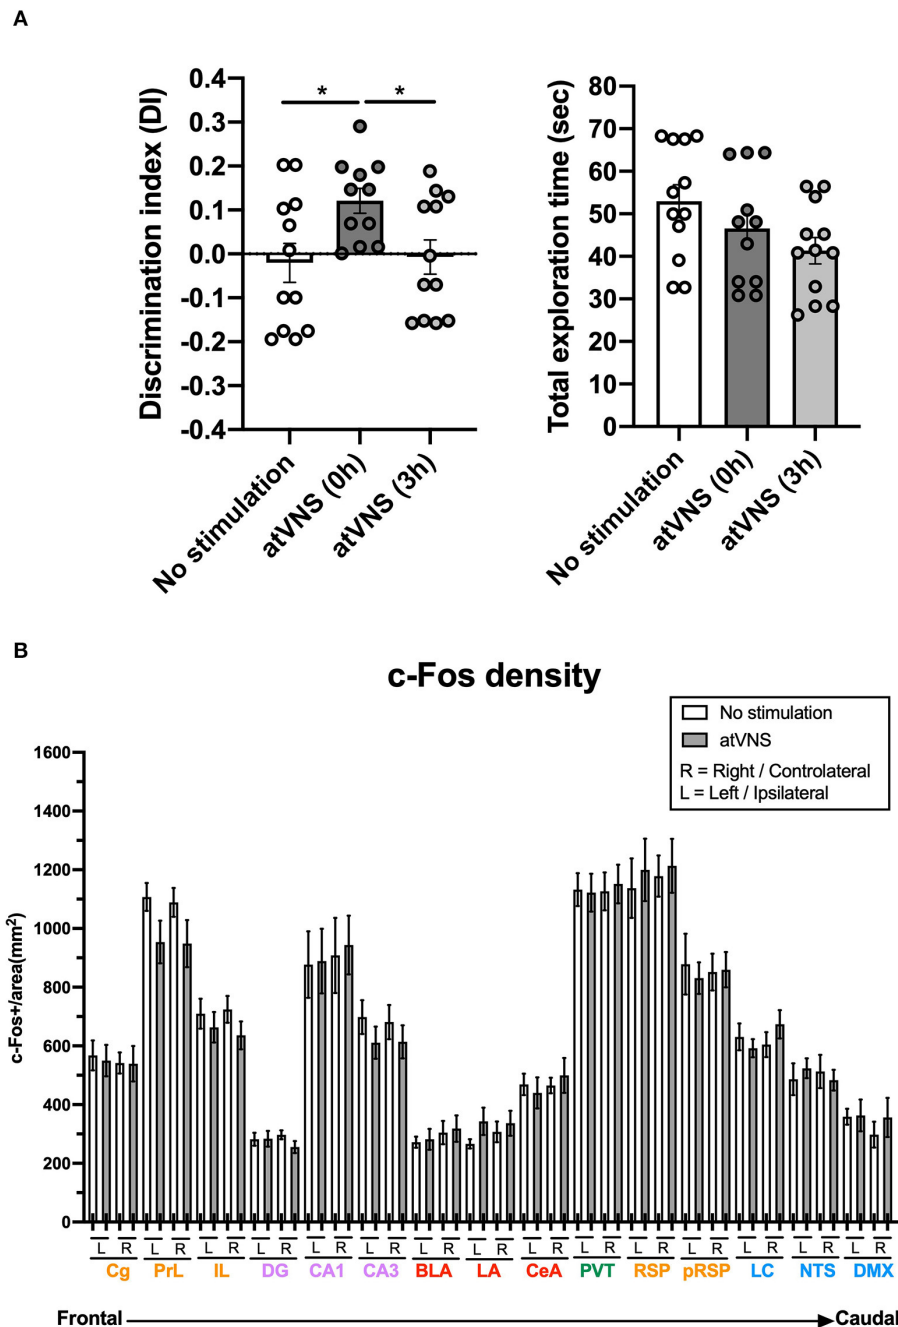 A
Discrimination index (DI)
0.4
0.3
0.2
0.1
0.0
-0.1
-0.2
-0.3
-0.4
* *
No stimulation
atVNS (0h)
atVNS (3h)
Total exploration time (sec)
80
70
60
50
40
30
20
10
0
No stimulation
atVNS (0h)
atVNS (3h)
B
c-Fos density
No stimulation
atVNS
R = Right / Controlateral
L = Left / Ipsilateral
c-Fos+/area(mm²)
1600
1400
1200
1000
800
600
400
200
0
L R L R L R L R L R L R L R L R L R L R L R L R L R L R L R
Cg PrL IL DG CA1 CA3 BLA LA CeA PVT RSP pRSP LC NTS DMX
Frontal Caudal